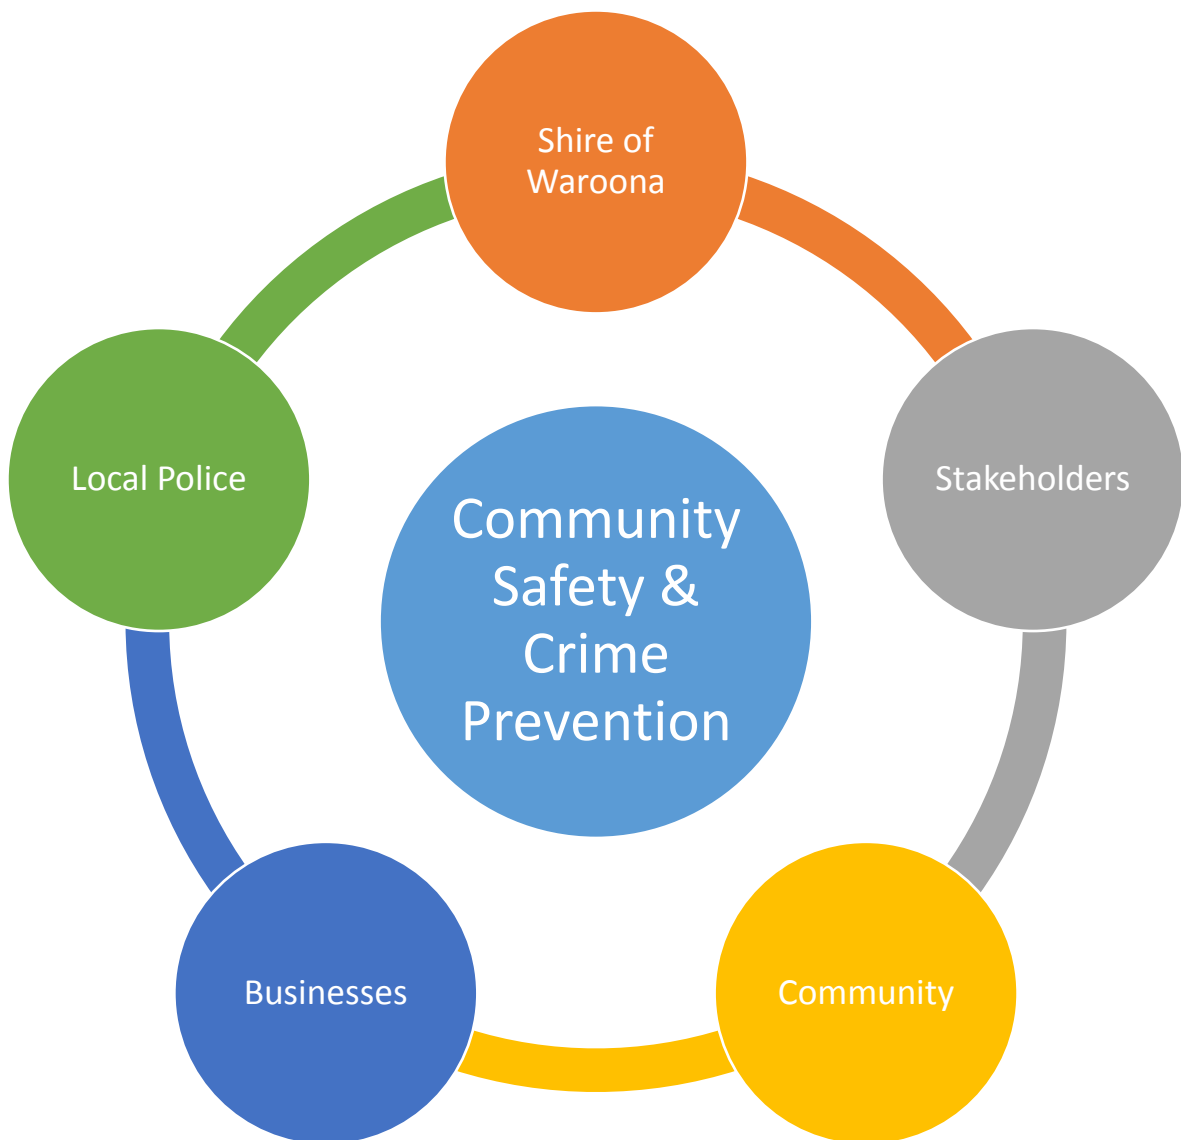 Shire of
Waroona
Local Police
Stakeholders
Community
Safety &
Crime
Prevention
Businesses
Community